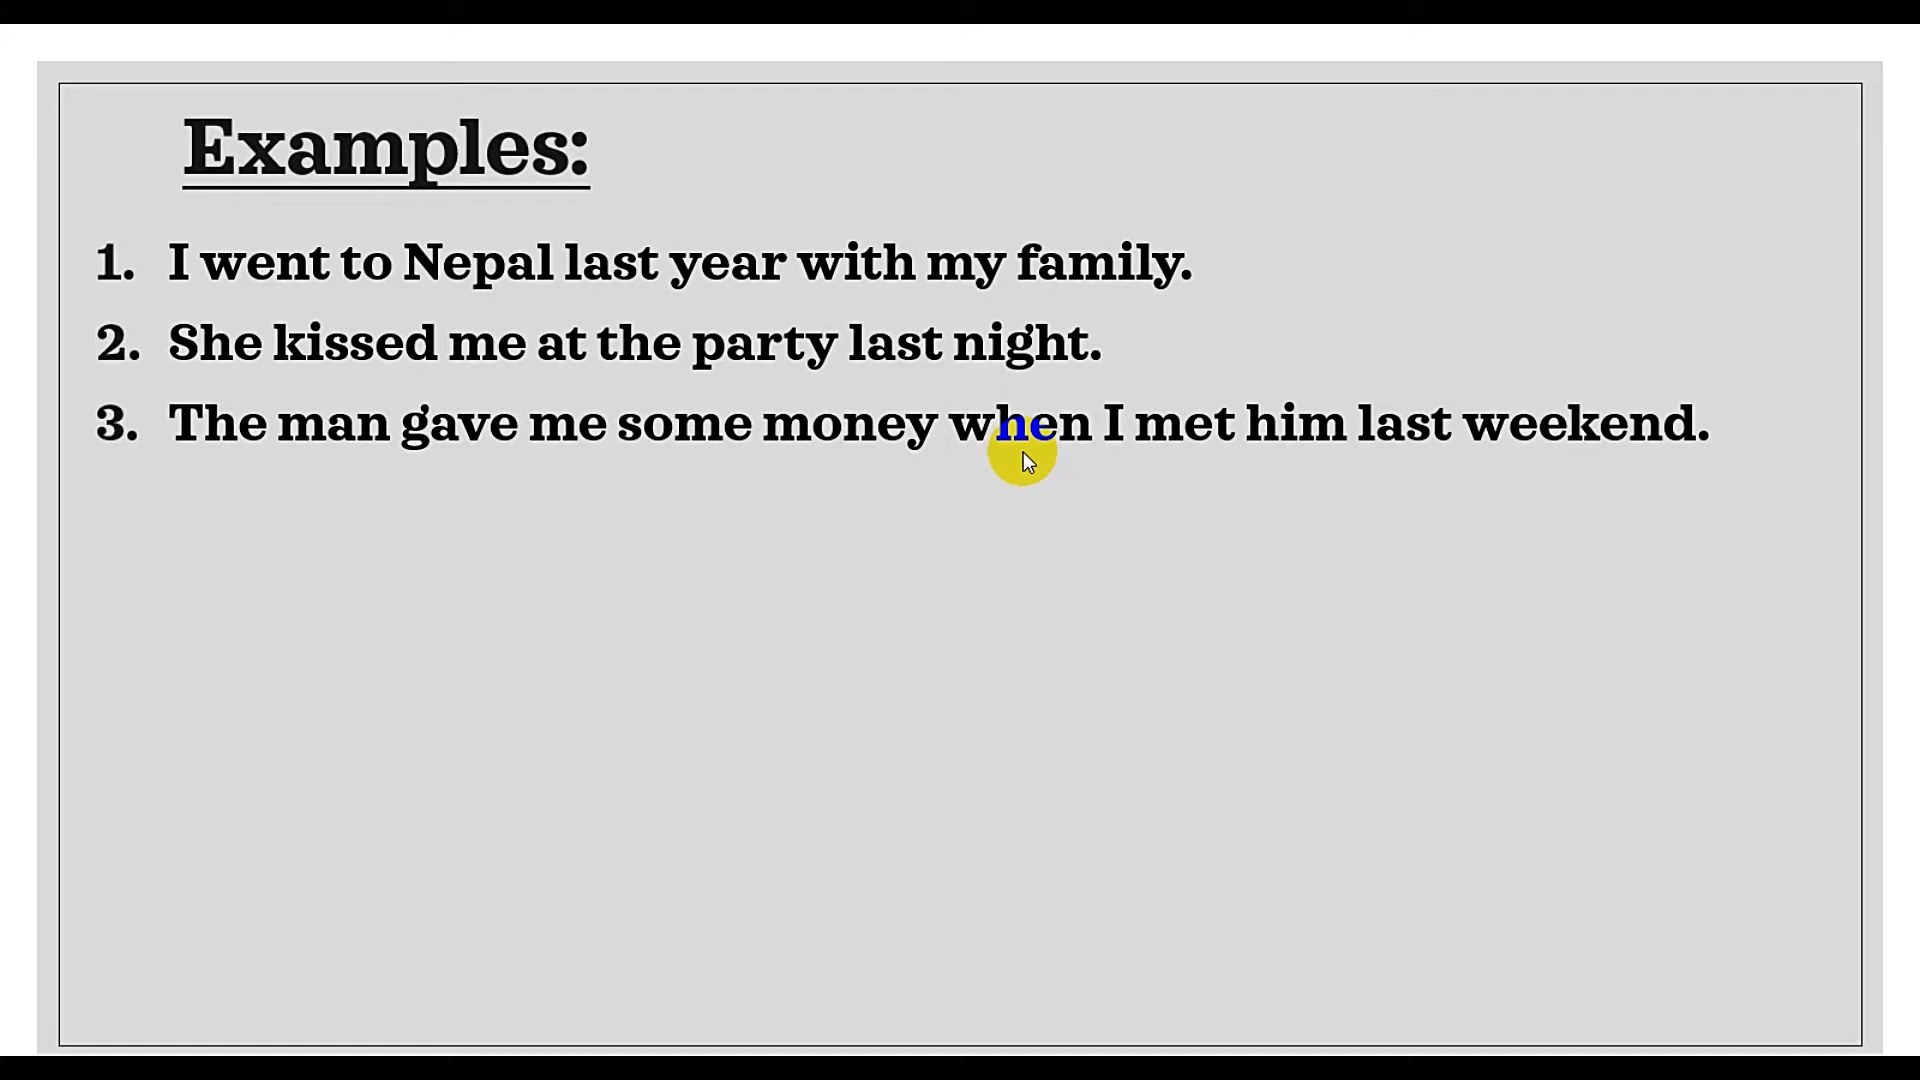 Examples:
1. I went to Nepal last year with my family.
2. She kissed me at the party last night.
3. The man gave me some money when I met him last weekend.